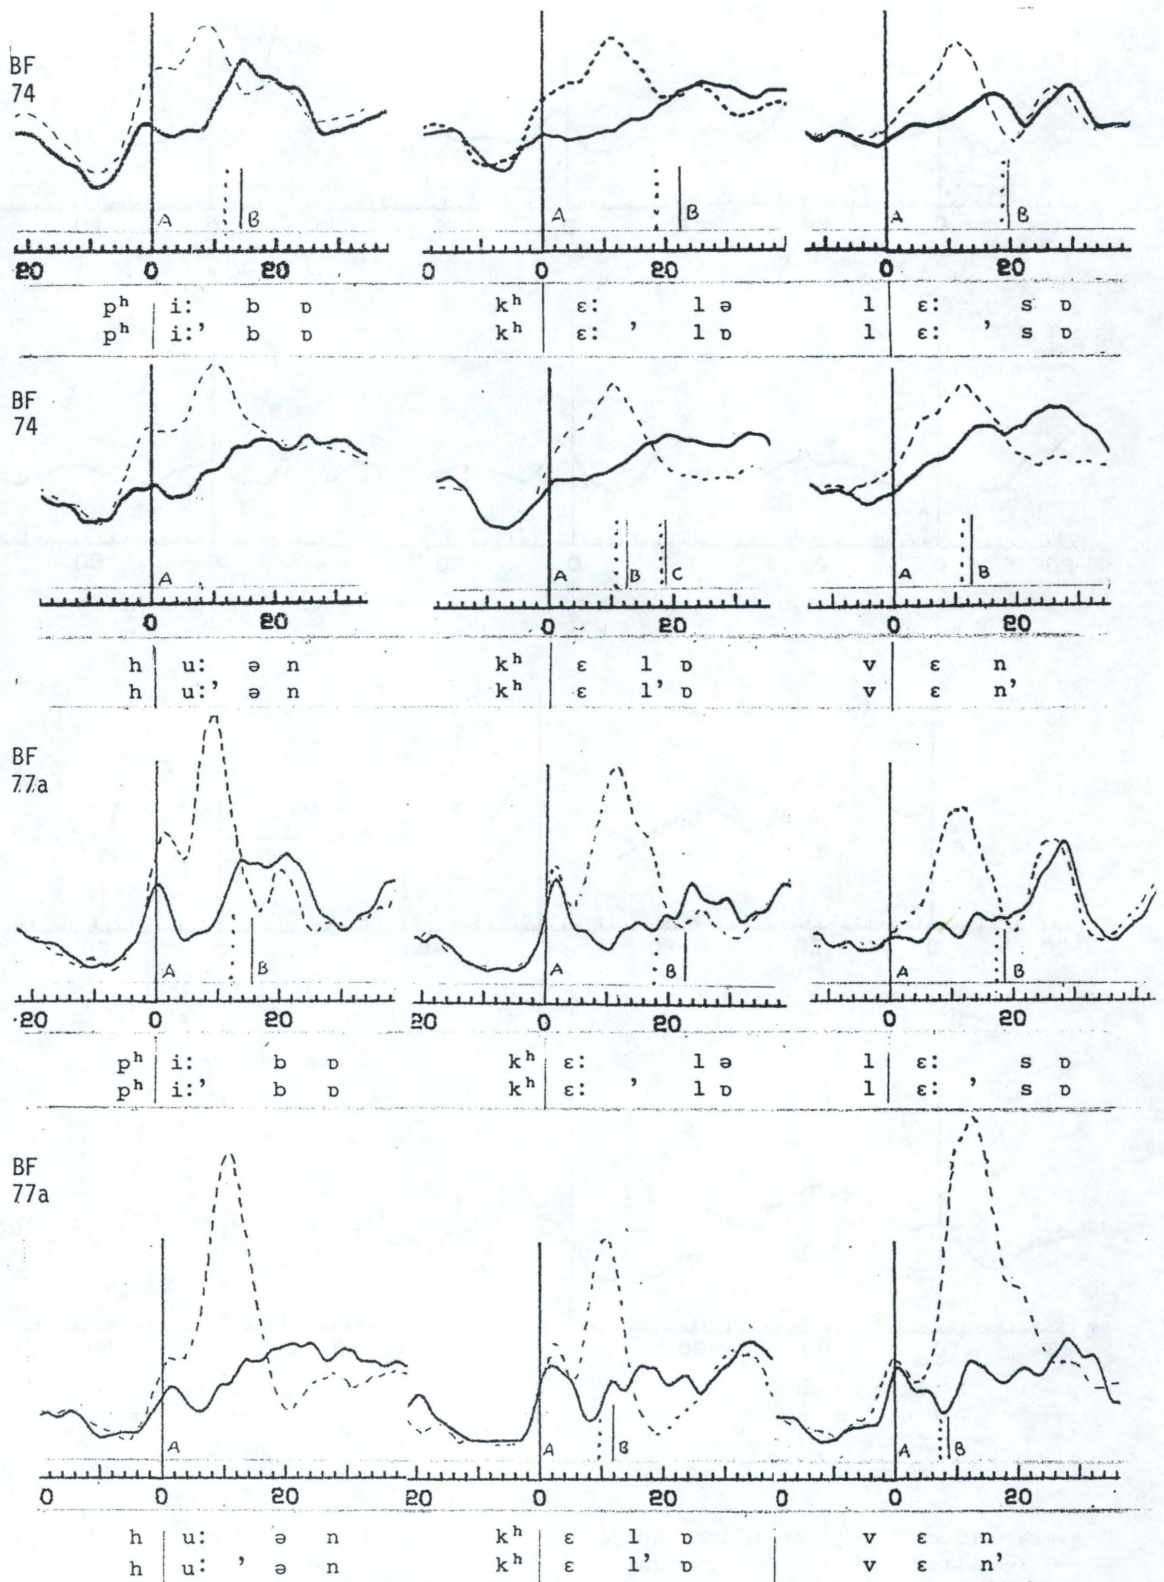 BF
74
A B A B A B
20 0 20 0 0 20 0 20
pʰ i: b ɒ kʰ ɛ: l ə l ɛ: s ɒ
pʰ i:' b ɒ kʰ ɛ: ' l ɒ l ɛ: ' s ɒ
BF
74
A A B C A B
0 20 0 20 0 20
h u: ə n kʰ ɛ l ɒ v ɛ n
h u:' ə n kʰ ɛ l' ɒ v ɛ n'
BF
77a
A B A B A B
20 0 20 20 0 20 0 20
pʰ i: b ɒ kʰ ɛ: l ə l ɛ: s ɒ
pʰ i:' b ɒ kʰ ɛ: ' l ɒ l ɛ: ' s ɒ
BF
77a
A A B A B
0 0 20 20 0 20 0 0 20
h u: ə n kʰ ɛ l ɒ v ɛ n
h u: ' ə n kʰ ɛ l' ɒ v ɛ n'